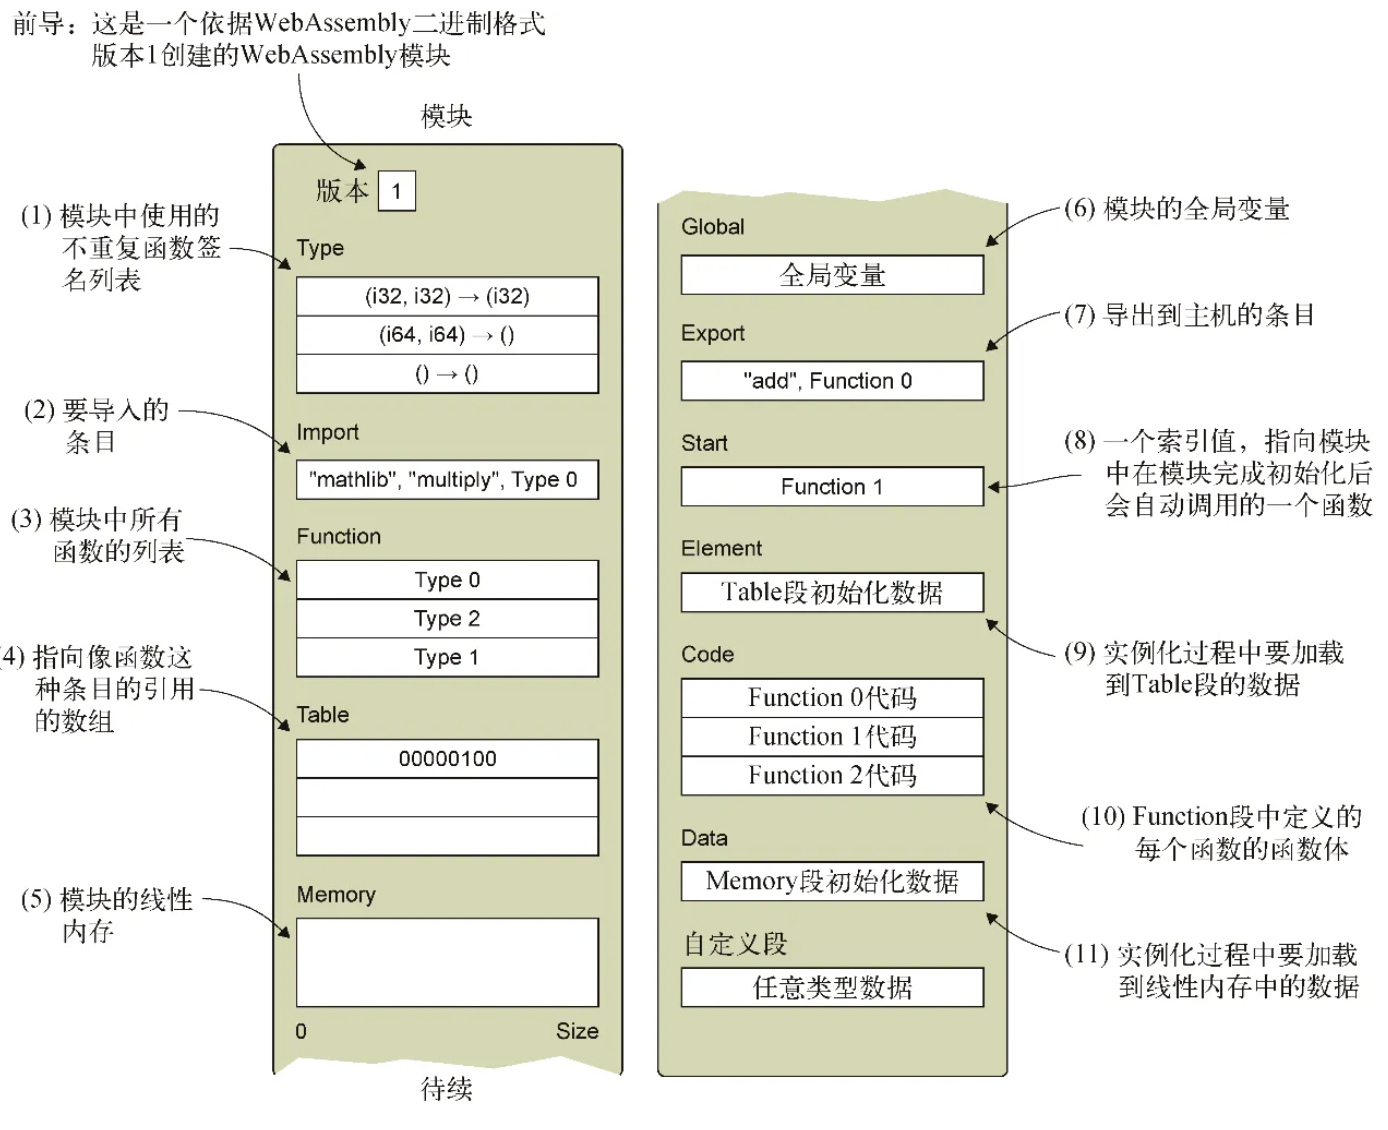 前导：这是一个依据WebAssembly二进制格式
版本1创建的WebAssembly模块
模块
版本 1
(1) 模块中使用的
不重复函数签
名列表
Type
(i32, i32) → (i32)
(i64, i64) → ()
() → ()
(2) 要导入的
条目
Import
"mathlib", "multiply", Type 0
(3) 模块中所有
函数的列表
Function
Type 0
Type 2
Type 1
(4) 指向像函数这
种条目的引用
的数组
Table
00000100
(5) 模块的线性
内存
Memory
0 Size
待续
Global
全局变量
(6) 模块的全局变量
Export
"add", Function 0
(7) 导出到主机的条目
Start
Function 1
(8) 一个索引值，指向模块
中在模块完成初始化后
会自动调用的一个函数
Element
Table段初始化数据
(9) 实例化过程中要加载
到Table段的数据
Code
Function 0代码
Function 1代码
Function 2代码
(10) Function段中定义的
每个函数的函数体
Data
Memory段初始化数据
(11) 实例化过程中要加载
到线性内存中的数据
自定义段
任意类型数据